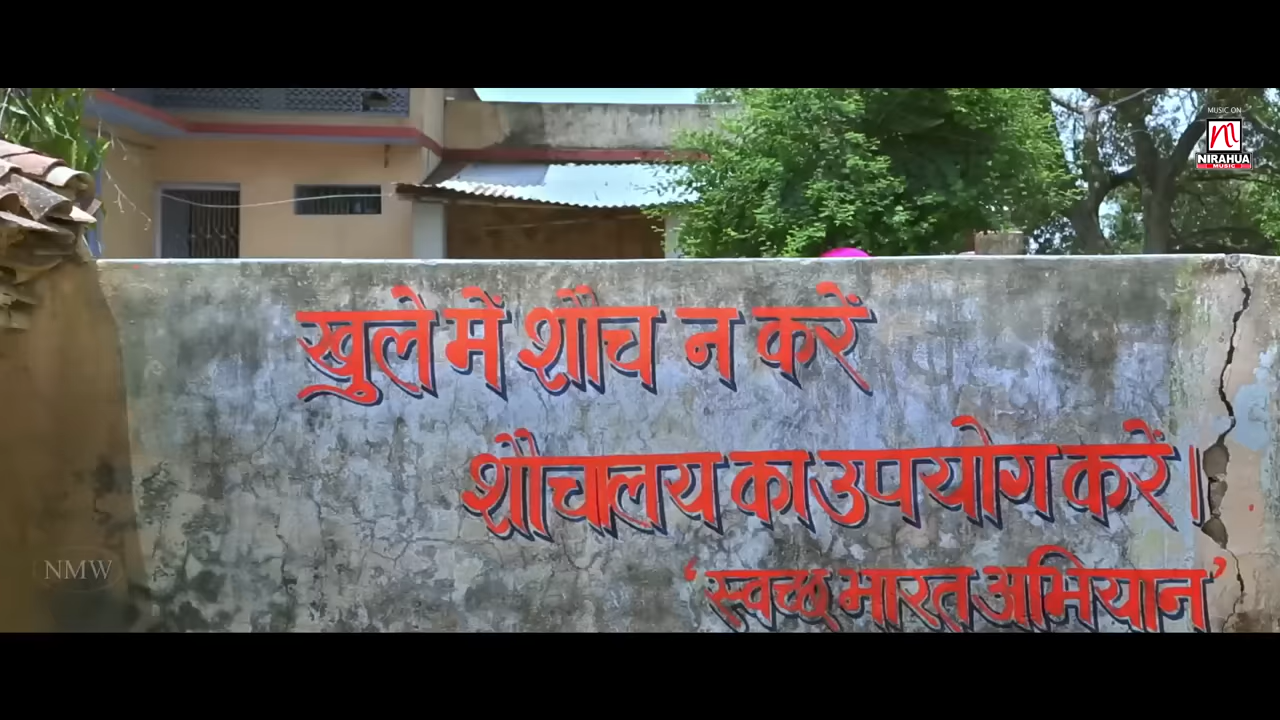 MUSIC ON
NIRAHUA
MUSIC
खुले में शौच न करें
शौचालय का उपयोग करें।
‘स्वच्छ भारत अभियान’
NMW